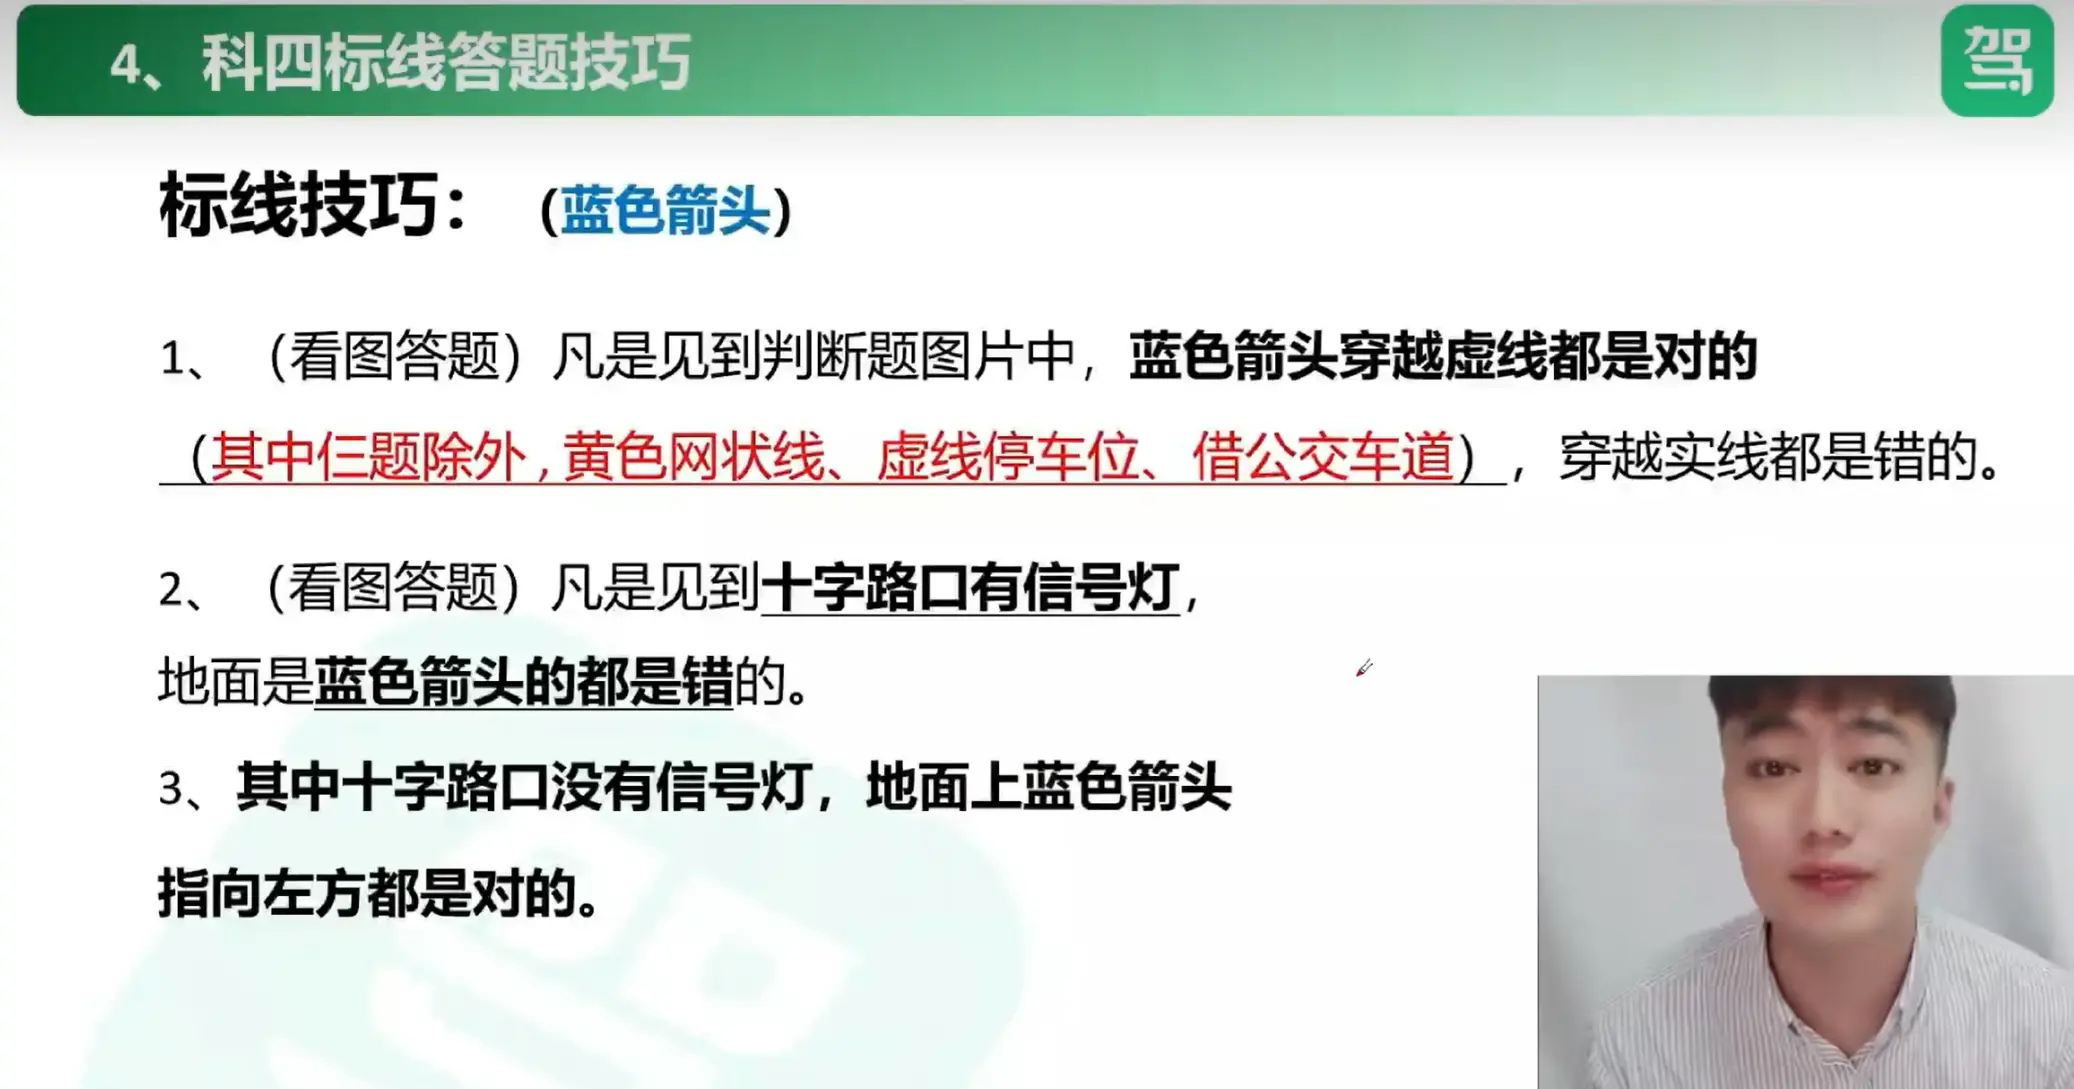 4、科四标线答题技巧
驾
标线技巧：（蓝色箭头）
1、（看图答题）凡是见到判断题图片中，蓝色箭头穿越虚线都是对的
（其中仨题除外,黄色网状线、虚线停车位、借公交车道），穿越实线都是错的。
2、（看图答题）凡是见到十字路口有信号灯，
地面是蓝色箭头的都是错的。
3、其中十字路口没有信号灯，地面上蓝色箭头
指向左方都是对的。